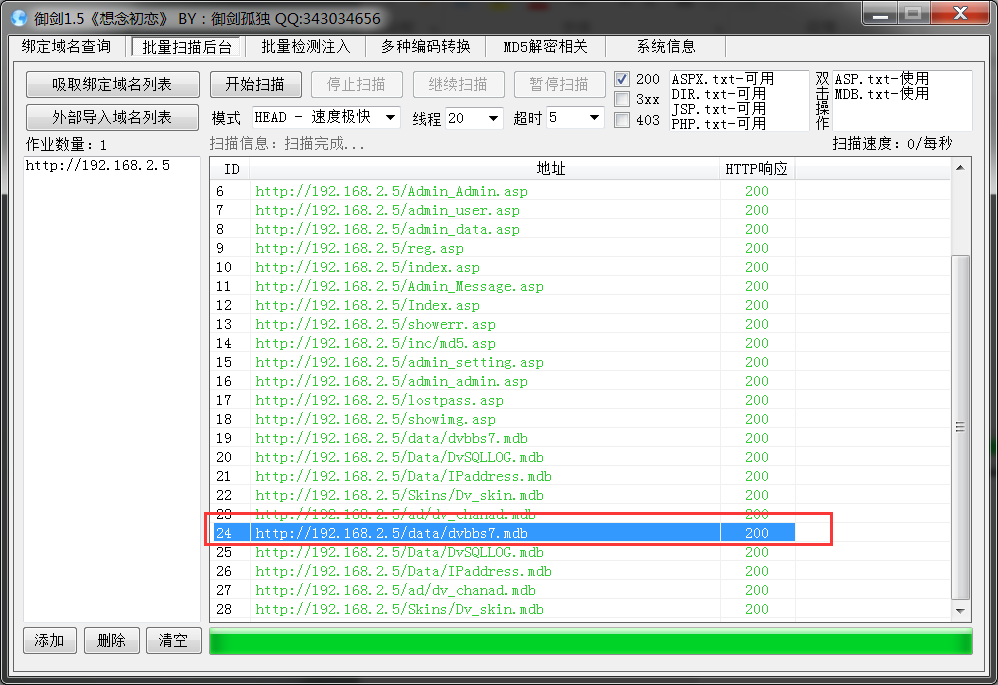 御剑1.5《想念初恋》 BY：御剑孤独 QQ:343034656
绑定域名查询 批量扫描后台 批量检测注入 多种编码转换 MD5解密相关 系统信息
吸取绑定域名列表 开始扫描 停止扫描 继续扫描 暂停扫描
外部导入域名列表 模式 HEAD - 速度极快 线程 20 超时 5
200
3xx
403
ASPX.txt-可用
DIR.txt-可用
JSP.txt-可用
PHP.txt-可用
双击操作
ASP.txt-使用
MDB.txt-使用
作业数量：1 扫描信息：扫描完成... 扫描速度：0/每秒
http://192.168.2.5
ID 地址 HTTP响应
6 http://192.168.2.5/Admin_Admin.asp 200
7 http://192.168.2.5/admin_user.asp 200
8 http://192.168.2.5/admin_data.asp 200
9 http://192.168.2.5/reg.asp 200
10 http://192.168.2.5/index.asp 200
11 http://192.168.2.5/Admin_Message.asp 200
12 http://192.168.2.5/Index.asp 200
13 http://192.168.2.5/showerr.asp 200
14 http://192.168.2.5/inc/md5.asp 200
15 http://192.168.2.5/admin_setting.asp 200
16 http://192.168.2.5/admin_admin.asp 200
17 http://192.168.2.5/lostpass.asp 200
18 http://192.168.2.5/showimg.asp 200
19 http://192.168.2.5/data/dvbbs7.mdb 200
20 http://192.168.2.5/Data/DvSQLLOG.mdb 200
21 http://192.168.2.5/Data/IPaddress.mdb 200
22 http://192.168.2.5/Skins/Dv_skin.mdb 200
23 http://192.168.2.5/ad/dv_chanad.mdb 200
24 http://192.168.2.5/data/dvbbs7.mdb 200
25 http://192.168.2.5/Data/DvSQLLOG.mdb 200
26 http://192.168.2.5/Data/IPaddress.mdb 200
27 http://192.168.2.5/ad/dv_chanad.mdb 200
28 http://192.168.2.5/Skins/Dv_skin.mdb 200
添加 删除 清空